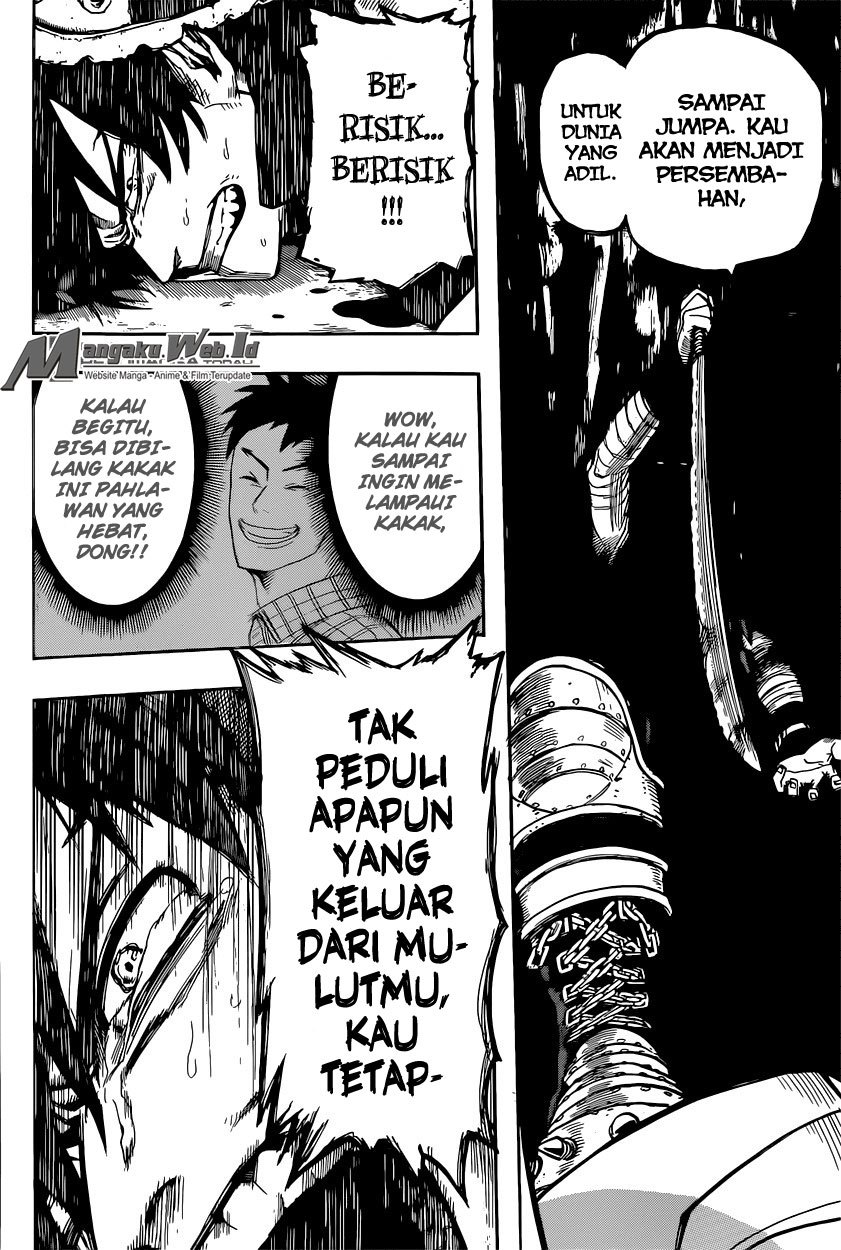 SAMPAI
JUMPA. KAU
AKAN MENJADI
PERSEMBA-
HAN,
UNTUK
DUNIA
YANG
ADIL.
BE-
RISIK...
BERISIK
!!!
Mangaku Web Id
Website Manga - Anime & Film Terupdate
WOW,
KALAU KAU
SAMPAI
INGIN ME-
LAMPAUI
KAKAK,
KALAU
BEGITU,
BISA DIBI-
LANG KAKAK
INI PAHLA-
WAN YANG
HEBAT,
DONG!!
TAK
PEDULI
APAPUN
YANG
KELUAR
DARI MU-
LUTMU,
KAU
TETAP-